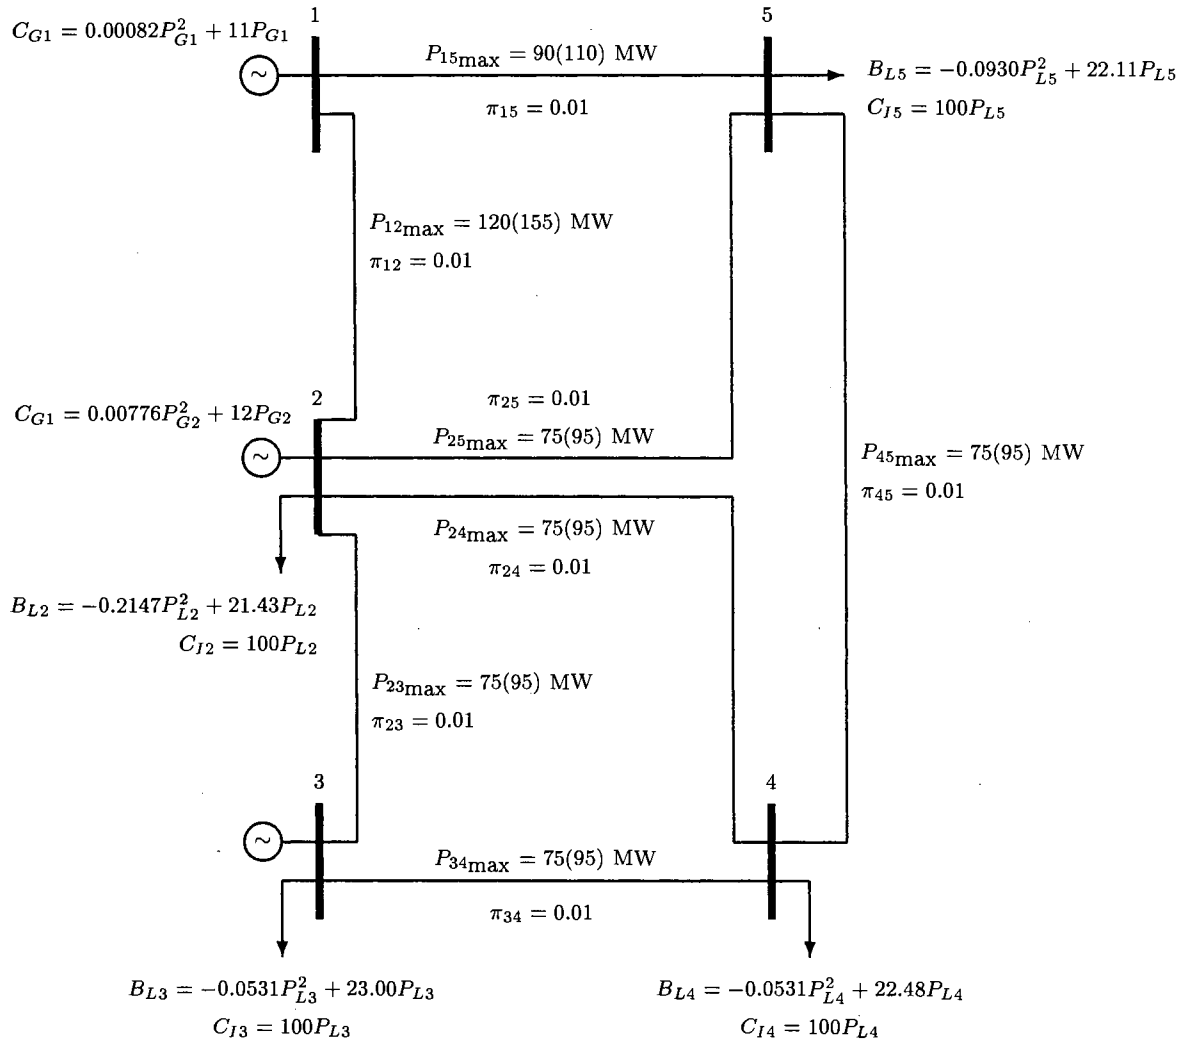 1
5
C_{G1} = 0.00082P_{G1}^2 + 11P_{G1}
~
P_{15max} = 90(110) MW
B_{L5} = −0.0930P_{L5}^2 + 22.11P_{L5}
π_{15} = 0.01
C_{I5} = 100P_{L5}
P_{12max} = 120(155) MW
π_{12} = 0.01
2
π_{25} = 0.01
C_{G1} = 0.00776P_{G2}^2 + 12P_{G2}
P_{25max} = 75(95) MW
~
P_{45max} = 75(95) MW
π_{45} = 0.01
P_{24max} = 75(95) MW
π_{24} = 0.01
B_{L2} = −0.2147P_{L2}^2 + 21.43P_{L2}
C_{I2} = 100P_{L2}
P_{23max} = 75(95) MW
π_{23} = 0.01
3
4
~
P_{34max} = 75(95) MW
π_{34} = 0.01
B_{L3} = −0.0531P_{L3}^2 + 23.00P_{L3}
C_{I3} = 100P_{L3}
B_{L4} = −0.0531P_{L4}^2 + 22.48P_{L4}
C_{I4} = 100P_{L4}